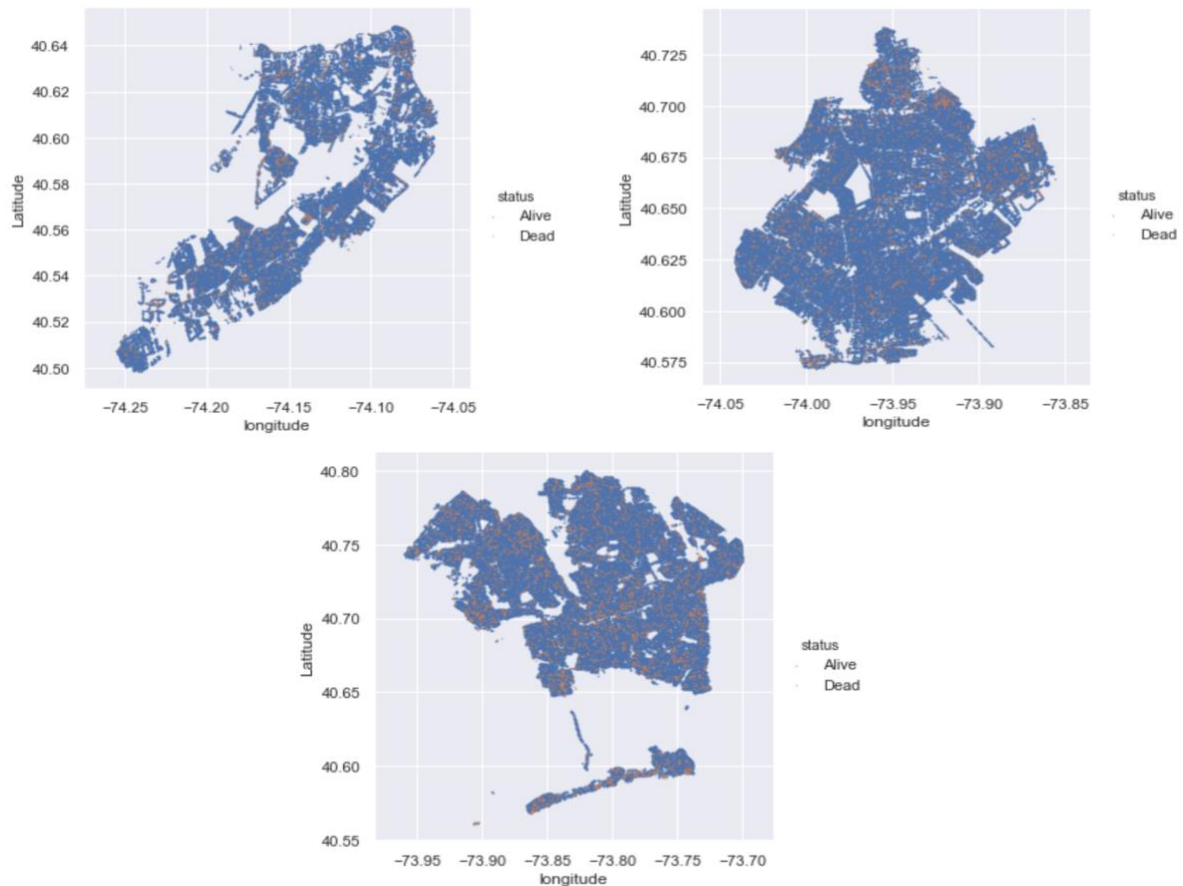 40.64
40.62
40.60
40.58
40.56
40.54
40.52
40.50
Latitude
−74.25 −74.20 −74.15 −74.10 −74.05
longitude
status
Alive
Dead
40.725
40.700
40.675
40.650
40.625
40.600
40.575
Latitude
−74.05 −74.00 −73.95 −73.90 −73.85
longitude
status
Alive
Dead
40.80
40.75
40.70
40.65
40.60
40.55
Latitude
−73.95 −73.90 −73.85 −73.80 −73.75 −73.70
longitude
status
Alive
Dead